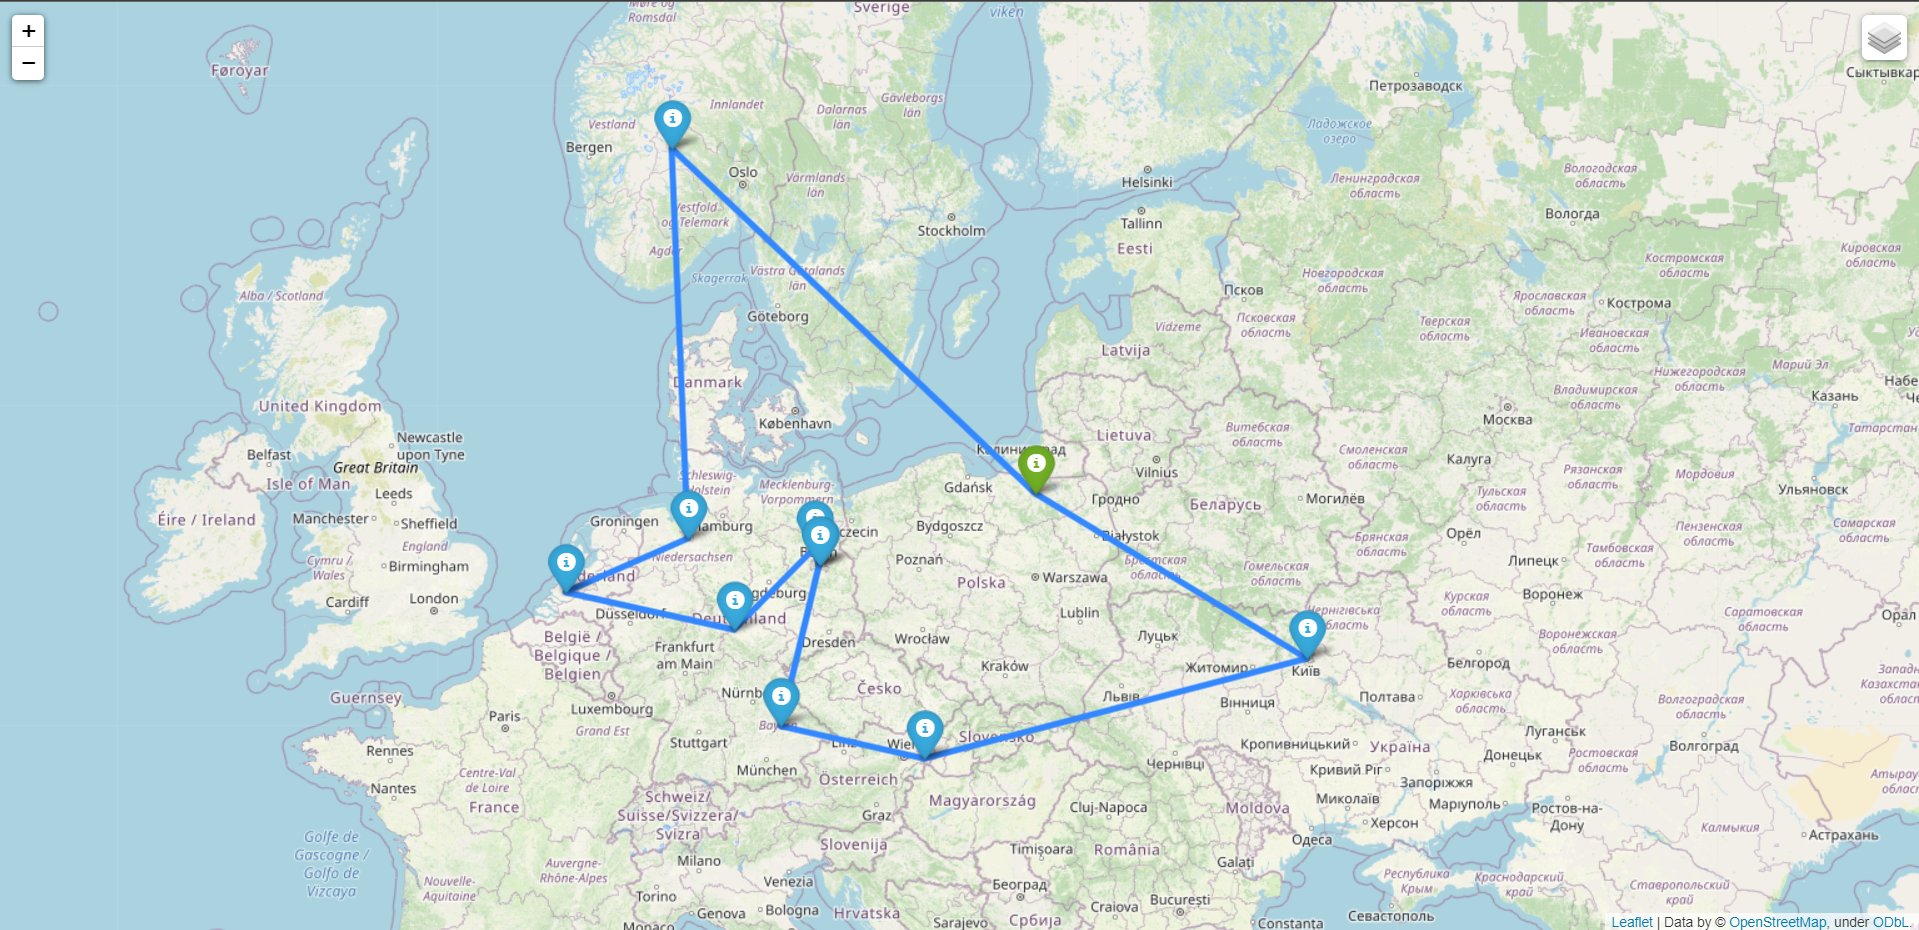 +
−
Møre og
Romsdal
Sverige
viken
Føroyar
Innlandet
Dalarnas
län
Gävleborgs
län
Петрозаводск
Сыктывкар
Vestland
Bergen
Oslo
Värmlands
län
Ладожское
озеро
Helsinki
Ленинградская
область
Вологодская
область
Vestfold
og Telemark
Stockholm
Tallinn
Eesti
Вологда
Agder
Skagerrak
Västra Götalands
län
Alba / Scotland
Псков
Новгородская
область
Костромская
область
Кировская
область
Göteborg
Vidzeme
Псковская
область
Ярославская
область
Кострома
Тверская
область
Ивановская
область
Latvija
Danmark
Нижегородская
область
Марий Эл
United Kingdom
København
Владимирская
область
Казань
Набе
Че
Москва
Newcastle
upon Tyne
Belfast
Great Britain
Isle of Man
Leeds
Lietuva
Витебская
область
Татарстан
Vilnius
Смоленская
область
Калуга
Рязанская
область
Мордовия
Ульяновск
Schleswig-
Holstein
Mecklenburg-
Vorpommern
Gdańsk
Гродно
Беларусь
Могилёв
Тульская
область
Éire / Ireland
Manchester
Sheffield
Groningen
Hamburg
Szczecin
Bydgoszcz
Białystok
Орёл
Брянская
область
Пензенская
область
Самарская
область
England
Cymru /
Wales
Birmingham
Niedersachsen
Poznań
Polska
Warszawa
Брестская
область
Гомельская
область
Липецк
Тамбовская
область
Nederland
Cardiff
London
Düsseldorf
Magdeburg
Deutschland
Lublin
Чернігівська
область
Курская
область
Воронеж
Саратовская
область
Орал
België /
Belgique /
Belgien
Frankfurt
am Main
Dresden
Wrocław
Луцьк
Воронежская
область
Kraków
Житомир
Київ
Белгород
Западно
Казахстан
область
Guernsey
Luxembourg
Nürnberg
Česko
Львів
Вінниця
Полтава
Харківська
область
Волгоградская
область
Paris
Grand Est
Bayern
Rennes
Stuttgart
Linz
Wien
Slovensko
Кропивницький
Україна
Луганськ
Донецьк
Волгоград
München
Österreich
Чернівці
Кривий Ріг
Запоріжжя
Ростовская
область
Атырау
область
Nantes
Centre-Val
de Loire
France
Schweiz/
Suisse/Svizzera/
Svizra
Graz
Magyarország
Cluj-Napoca
Moldova
Миколаїв
Маріуполь
Херсон
Ростов-на-
Дону
Калмыкия
Астрахань
Golfe de
Gascogne /
Golfo de
Vizcaya
Slovenija
Timișoara
România
Одеса
Auvergne-
Rhône-Alpes
Milano
Venezia
Galați
Nouvelle-
Aquitaine
Torino
Београд
Република
Крим
Краснодарский
край
Ставропольский
край
Genova
Bologna
Hrvatska
Craiova
București
Севастополь
Monaco
Sarajevo
Србија
Constanța
Leaflet | Data by © OpenStreetMap, under ODbL.